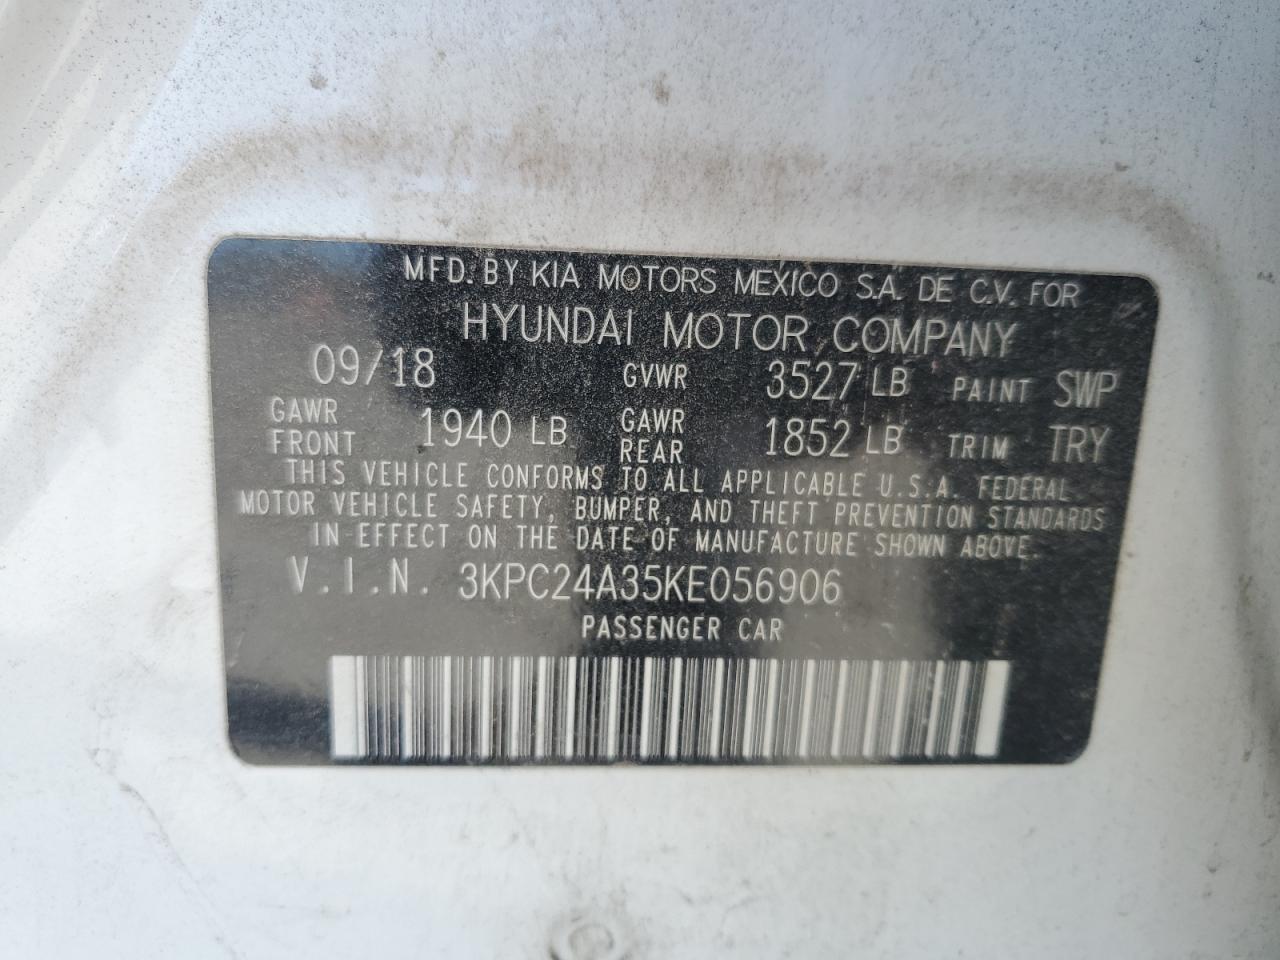 MFD. BY KIA MOTORS MEXICO S.A. DE C.V. FOR
HYUNDAI MOTOR COMPANY
09/18 GVWR 3527 LB PAINT SWP
GAWR FRONT 1940 LB GAWR REAR 1852 LB TRIM TRY
THIS VEHICLE CONFORMS TO ALL APPLICABLE U.S.A. FEDERAL
MOTOR VEHICLE SAFETY, BUMPER, AND THEFT PREVENTION STANDARDS
IN EFFECT ON THE DATE OF MANUFACTURE SHOWN ABOVE.
V.I.N. 3KPC24A35KE056906
PASSENGER CAR